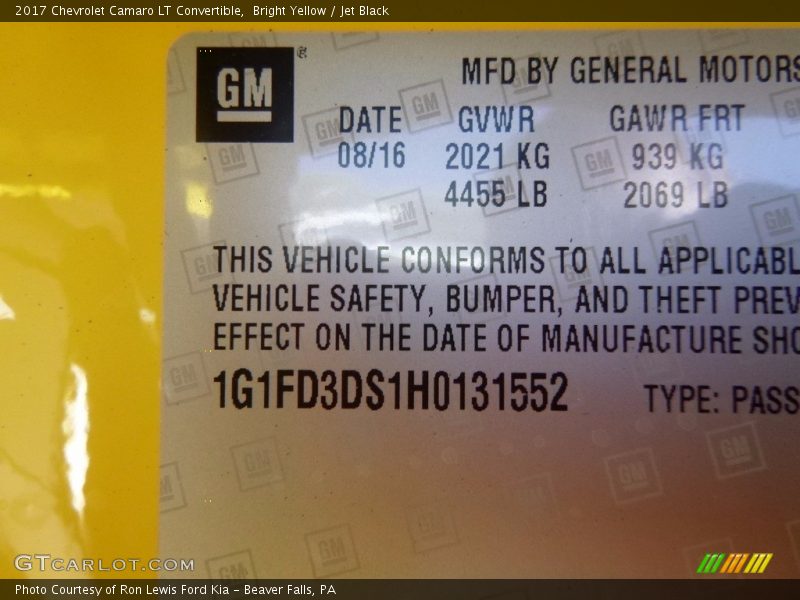 2017 Chevrolet Camaro LT Convertible, Bright Yellow / Jet Black
GM ®
MFD BY GENERAL MOTORS
DATE GVWR GAWR FRT
08/16 2021 KG 939 KG
4455 LB 2069 LB
THIS VEHICLE CONFORMS TO ALL APPLICABL
VEHICLE SAFETY, BUMPER, AND THEFT PREV
EFFECT ON THE DATE OF MANUFACTURE SHO
1G1FD3DS1H0131552 TYPE: PASS
GTCARLOT.COM
Photo Courtesy of Ron Lewis Ford Kia - Beaver Falls, PA